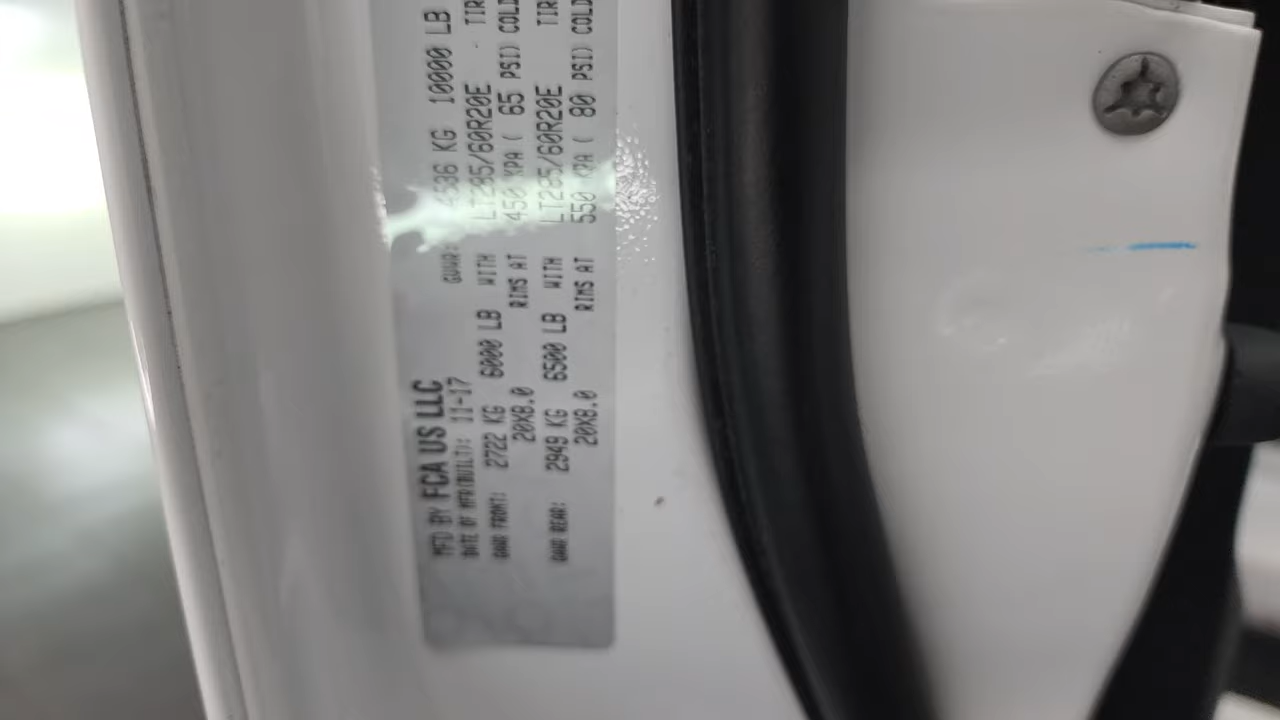 MFD BY FCA US LLC
DATE OF MFR(BUILT): 11-17 GVWR: 4536 KG 10000 LB
GAWR FRONT: 2722 KG 6000 LB WITH LT285/60R20E
20X8.0 RIMS AT 450 KPA ( 65 PSI) COLD
GAWR REAR: 2949 KG 6500 LB WITH LT285/60R20E
20X8.0 RIMS AT 550 KPA ( 80 PSI) COLD